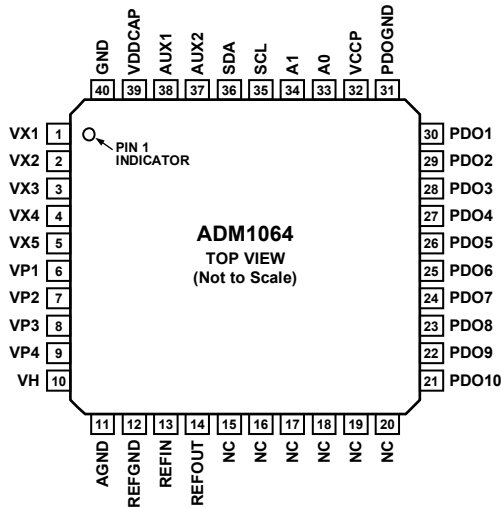 GND
VDDCAP
AUX1
AUX2
SDA
SCL
A1
A0
VCCP
PDOGND
40
39
38
37
36
35
34
33
32
31
VX1 1
VX2 2
VX3 3
VX4 4
VX5 5
VP1 6
VP2 7
VP3 8
VP4 9
VH 10
PIN 1
INDICATOR
ADM1064
TOP VIEW
(Not to Scale)
30 PDO1
29 PDO2
28 PDO3
27 PDO4
26 PDO5
25 PDO6
24 PDO7
23 PDO8
22 PDO9
21 PDO10
11
12
13
14
15
16
17
18
19
20
AGND
REFGND
REFIN
REFOUT
NC
NC
NC
NC
NC
NC